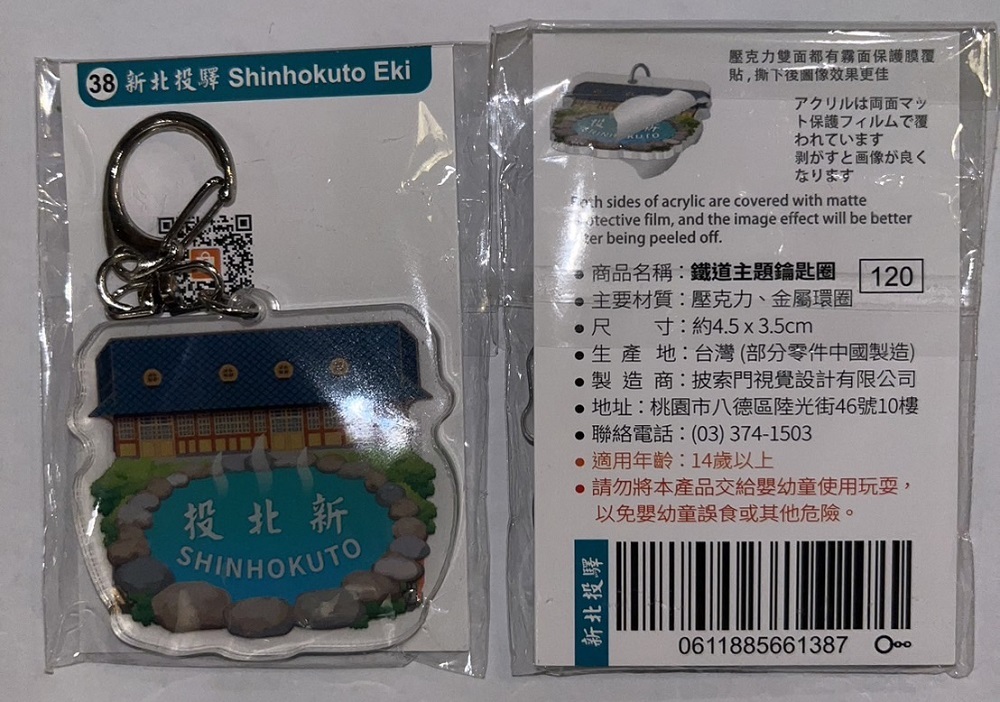 38 新北投驛 Shinhokuto Eki
投北新
SHINHOKUTO
壓克力雙面都有霧面保護膜覆
貼,撕下後圖像效果更佳
アクリルは両面マッ
ト保護フィルムで覆
われています
剥がすと画像が良く
なります
sides of acrylic are covered with matte
film, and the image effect will be better
being peeled off.
● 商品名稱:鐵道主題鑰匙圈 120
● 主要材質:壓克力、金屬環圈
● 尺 寸:約4.5 x 3.5cm
● 生 產 地:台灣 (部分零件中國製造)
● 製 造 商:披索門視覺設計有限公司
● 地址:桃園市八德區陸光街46號10樓
● 聯絡電話:(03) 374-1503
● 適用年齡:14歲以上
● 請勿將本產品交給嬰幼童使用玩耍,
以免嬰幼童誤食或其他危險。
新北投驛
0611885661387